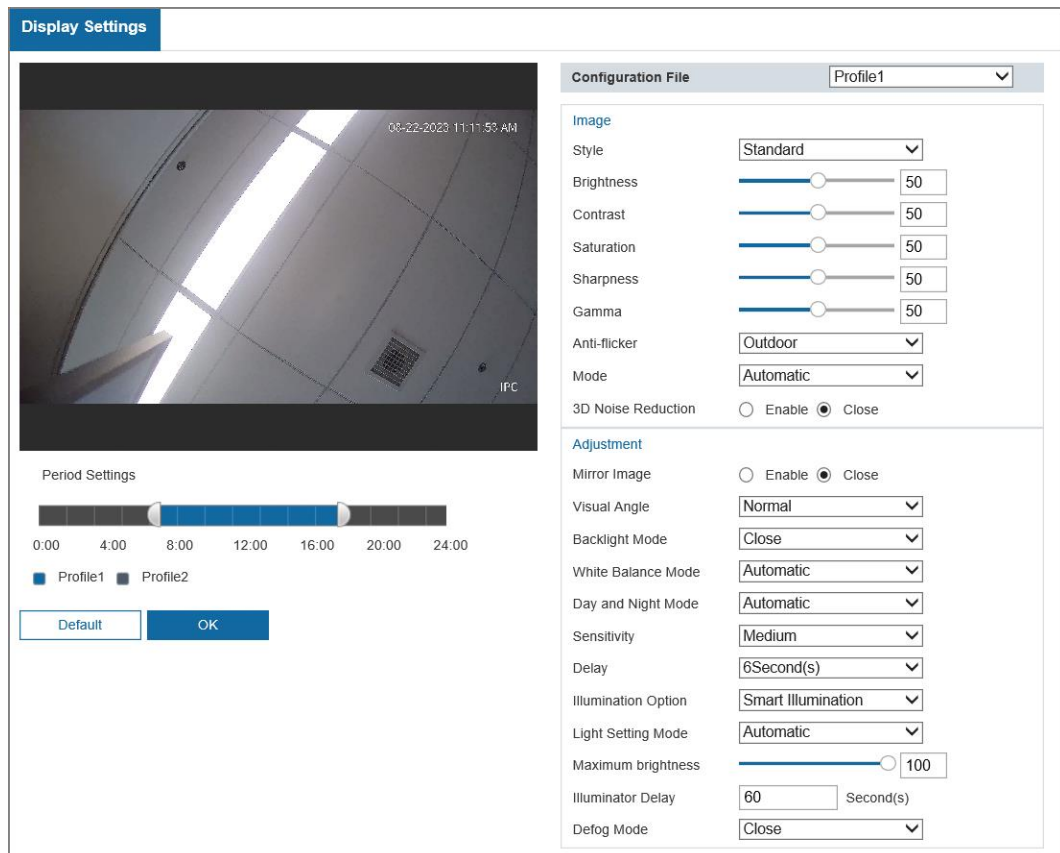 Display Settings
08-22-2023 11:11:53 AM
IPC
Period Settings
0:00 4:00 8:00 12:00 16:00 20:00 24:00
Profile1 Profile2
Default OK
Configuration File Profile1
Image
Style Standard
Brightness 50
Contrast 50
Saturation 50
Sharpness 50
Gamma 50
Anti-flicker Outdoor
Mode Automatic
3D Noise Reduction Enable Close
Adjustment
Mirror Image Enable Close
Visual Angle Normal
Backlight Mode Close
White Balance Mode Automatic
Day and Night Mode Automatic
Sensitivity Medium
Delay 6Second(s)
Illumination Option Smart Illumination
Light Setting Mode Automatic
Maximum brightness 100
Illuminator Delay 60 Second(s)
Defog Mode Close